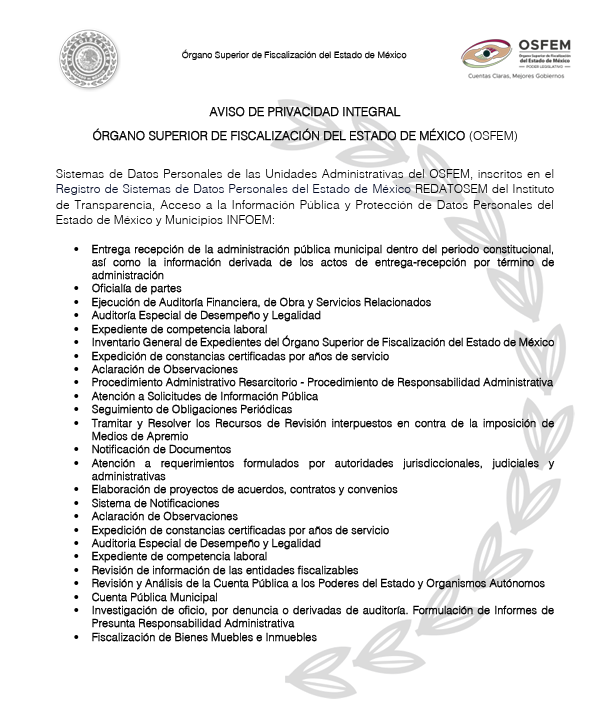 Órgano Superior de Fiscalización del Estado de México
OSFEM
Órgano Superior de Fiscalización
del Estado de México
PODER LEGISLATIVO
Cuentas Claras, Mejores Gobiernos
AVISO DE PRIVACIDAD INTEGRAL
ÓRGANO SUPERIOR DE FISCALIZACIÓN DEL ESTADO DE MÉXICO (OSFEM)
Sistemas de Datos Personales de las Unidades Administrativas del OSFEM, inscritos en el
Registro de Sistemas de Datos Personales del Estado de México REDATOSEM del Instituto
de Transparencia, Acceso a la Información Pública y Protección de Datos Personales del
Estado de México y Municipios INFOEM:
• Entrega recepción de la administración pública municipal dentro del periodo constitucional,
así como la información derivada de los actos de entrega-recepción por término de
administración
• Oficialía de partes
• Ejecución de Auditoría Financiera, de Obra y Servicios Relacionados
• Auditoría Especial de Desempeño y Legalidad
• Expediente de competencia laboral
• Inventario General de Expedientes del Órgano Superior de Fiscalización del Estado de México
• Expedición de constancias certificadas por años de servicio
• Aclaración de Observaciones
• Procedimiento Administrativo Resarcitorio - Procedimiento de Responsabilidad Administrativa
• Atención a Solicitudes de Información Pública
• Seguimiento de Obligaciones Periódicas
• Tramitar y Resolver los Recursos de Revisión interpuestos en contra de la imposición de
Medios de Apremio
• Notificación de Documentos
• Atención a requerimientos formulados por autoridades jurisdiccionales, judiciales y
administrativas
• Elaboración de proyectos de acuerdos, contratos y convenios
• Sistema de Notificaciones
• Aclaración de Observaciones
• Expedición de constancias certificadas por años de servicio
• Auditoria Especial de Desempeño y Legalidad
• Expediente de competencia laboral
• Revisión de información de las entidades fiscalizables
• Revisión y Análisis de la Cuenta Pública a los Poderes del Estado y Organismos Autónomos
• Cuenta Pública Municipal
• Investigación de oficio, por denuncia o derivadas de auditoría. Formulación de Informes de
Presunta Responsabilidad Administrativa
• Fiscalización de Bienes Muebles e Inmuebles